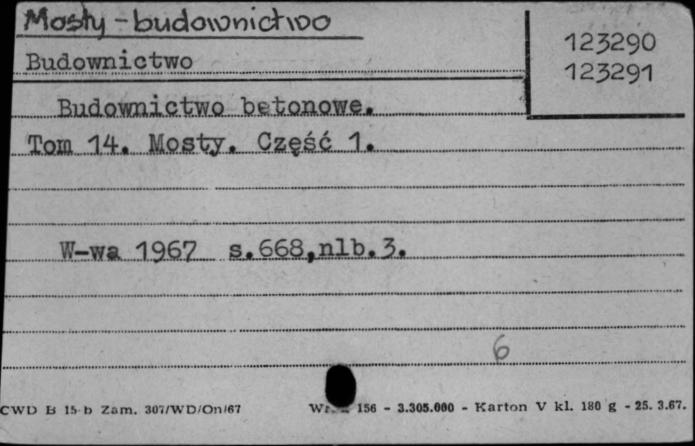 Mosty - budownictwo
123290
Budownictwo
123291
Budownictwo betonowe.
Tom 14. Mosty. Część 1.
W-wa 1967 s.668,nlb.3.
6
CWD B 15-b Zam. 307/WD/On/67 156 - 3.305.000 - Karton V kl. 180 g - 25. 3.67.